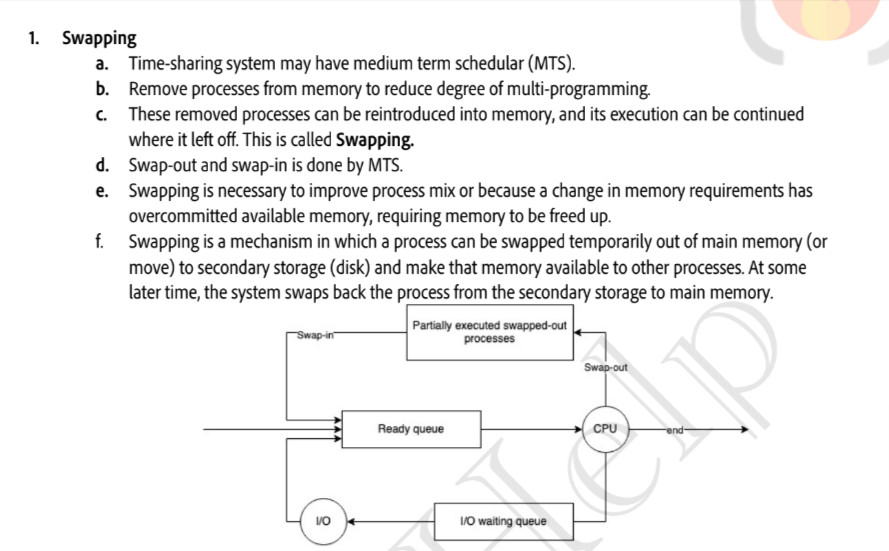 1. Swapping
a. Time-sharing system may have medium term schedular (MTS).
b. Remove processes from memory to reduce degree of multi-programming.
c. These removed processes can be reintroduced into memory, and its execution can be continued
where it left off. This is called Swapping.
d. Swap-out and swap-in is done by MTS.
e. Swapping is necessary to improve process mix or because a change in memory requirements has
overcommitted available memory, requiring memory to be freed up.
f. Swapping is a mechanism in which a process can be swapped temporarily out of main memory (or
move) to secondary storage (disk) and make that memory available to other processes. At some
later time, the system swaps back the process from the secondary storage to main memory.
Partially executed swapped-out
processes
Swap-in
Swap-out
Ready queue
CPU
end
I/O
I/O waiting queue
Help